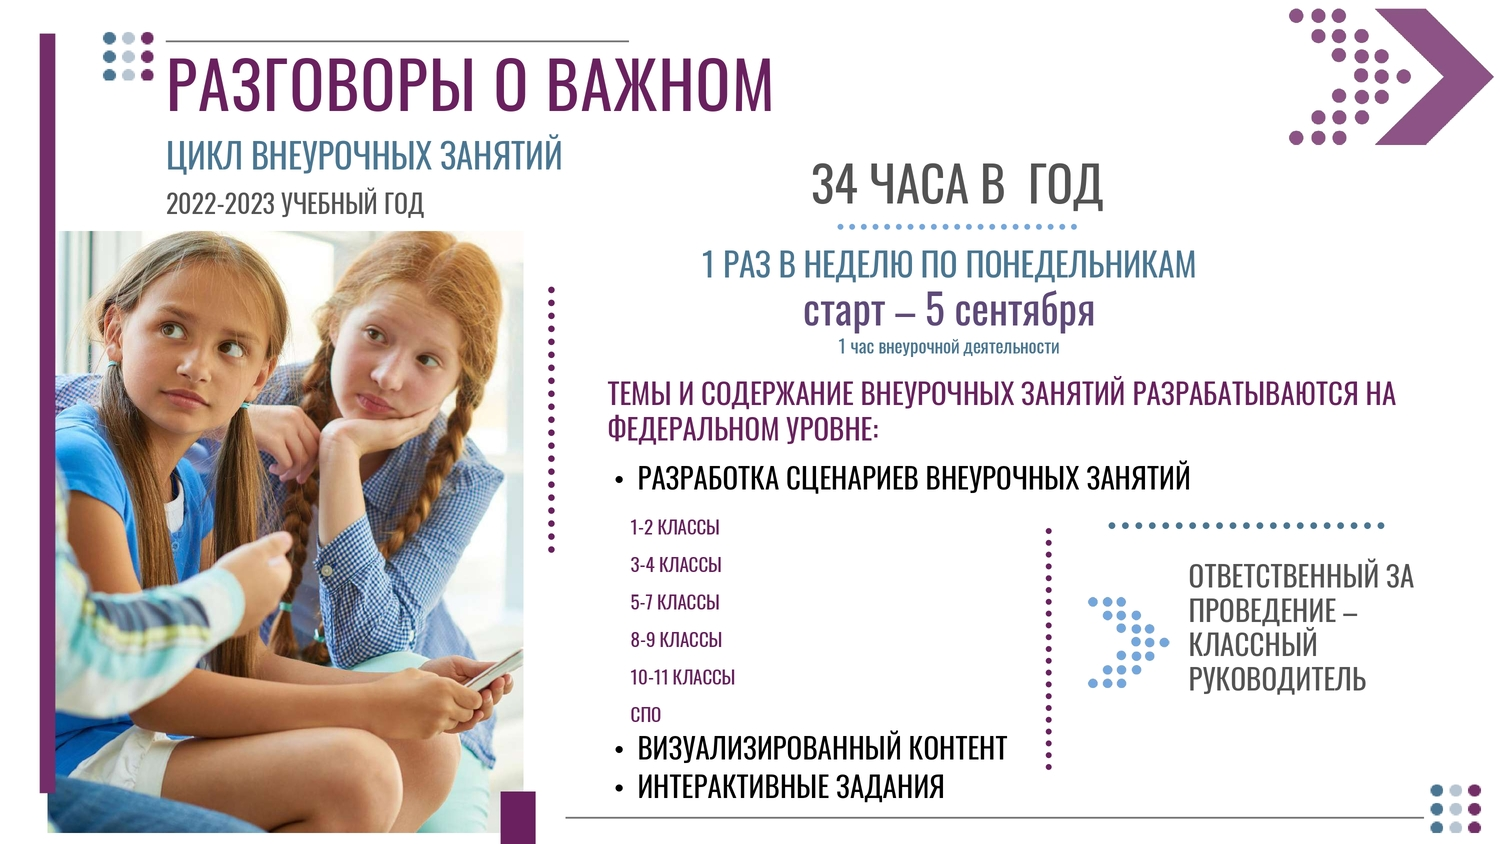 РАЗГОВОРЫ О ВАЖНОМ
ЦИКЛ ВНЕУРОЧНЫХ ЗАНЯТИЙ
2022-2023 УЧЕБНЫЙ ГОД
34 ЧАСА В ГОД
1 РАЗ В НЕДЕЛЮ ПО ПОНЕДЕЛЬНИКАМ
старт – 5 сентября
1 час внеурочной деятельности
ТЕМЫ И СОДЕРЖАНИЕ ВНЕУРОЧНЫХ ЗАНЯТИЙ РАЗРАБАТЫВАЮТСЯ НА
ФЕДЕРАЛЬНОМ УРОВНЕ:
• РАЗРАБОТКА СЦЕНАРИЕВ ВНЕУРОЧНЫХ ЗАНЯТИЙ
1-2 КЛАССЫ
3-4 КЛАССЫ
5-7 КЛАССЫ
8-9 КЛАССЫ
10-11 КЛАССЫ
СПО
• ВИЗУАЛИЗИРОВАННЫЙ КОНТЕНТ
• ИНТЕРАКТИВНЫЕ ЗАДАНИЯ
ОТВЕТСТВЕННЫЙ ЗА
ПРОВЕДЕНИЕ –
КЛАССНЫЙ
РУКОВОДИТЕЛЬ